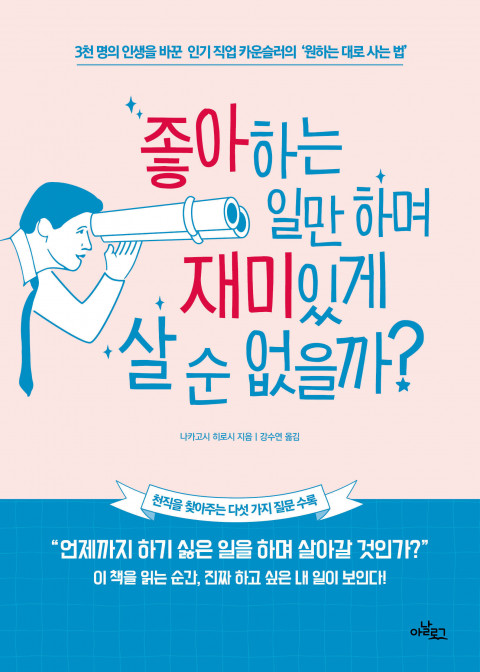 3천 명의 인생을 바꾼 인기 직업 카운슬러의 ‘원하는 대로 사는 법’
좋아하는
일만 하며
재미있게
살 순 없을까?
나카고시 히로시 지음 | 강수연 옮김
천직을 찾아주는 다섯 가지 질문 수록
“언제까지 하기 싫은 일을 하며 살아갈 것인가?”
이 책을 읽는 순간, 진짜 하고 싶은 내 일이 보인다!
나
아르로그